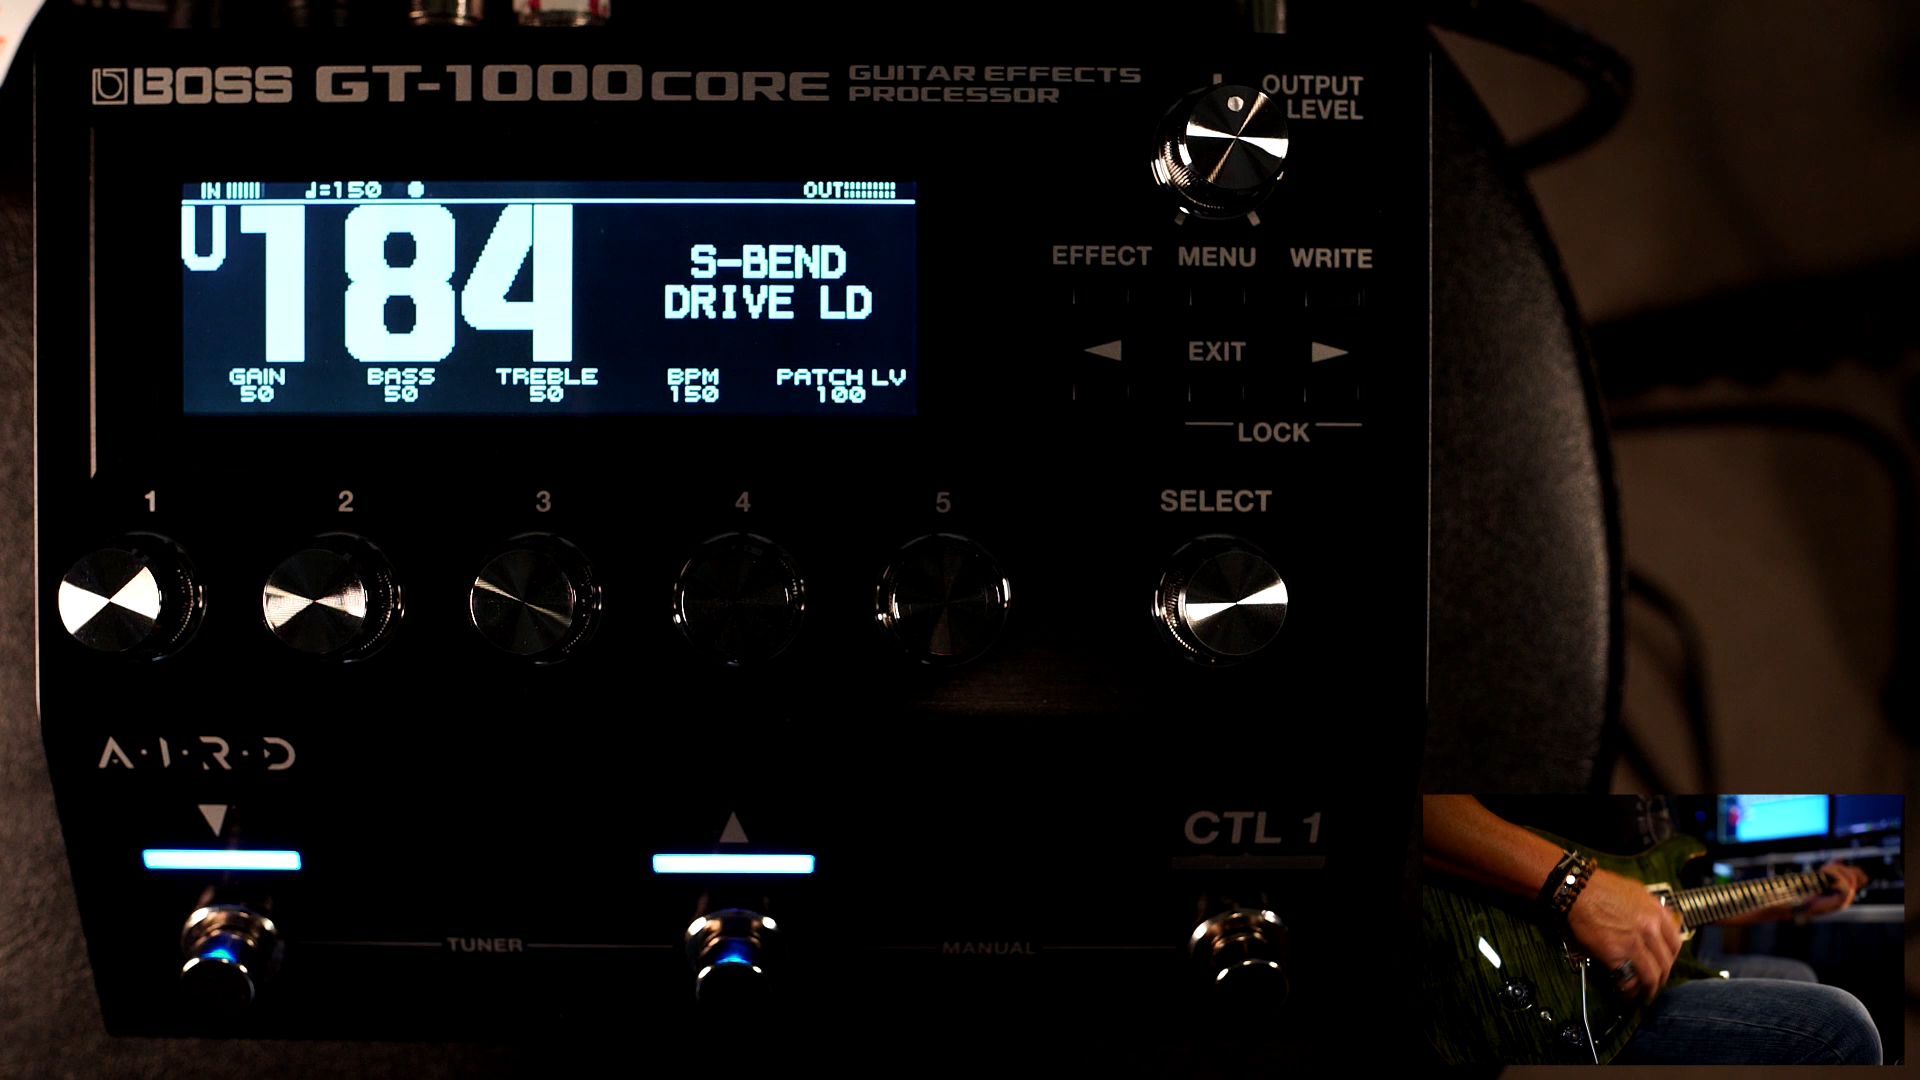 BOSS GT-1000CORE GUITAR EFFECTS PROCESSOR
OUTPUT LEVEL
IN ♩=150 OUT
U184
S-BEND
DRIVE LD
GAIN BASS TREBLE BPM PATCH LV
50 50 50 150 100
EFFECT MENU WRITE
EXIT
LOCK
1 2 3 4 5 SELECT
A·I·R·D
CTL 1
TUNER MANUAL